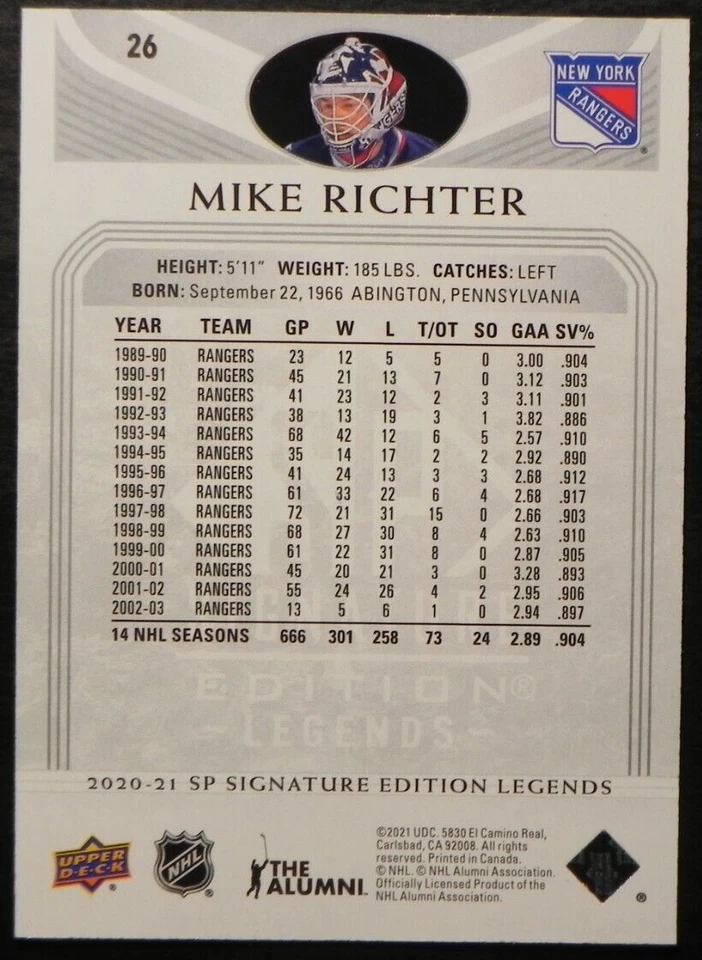 26
NEW YORK
RANGERS
MIKE RICHTER
HEIGHT: 5'11" WEIGHT: 185 LBS. CATCHES: LEFT
BORN: September 22, 1966 ABINGTON, PENNSYLVANIA
YEAR TEAM GP W L T/OT SO GAA SV%
1989-90 RANGERS 23 12 5 5 0 3.00 .904
1990-91 RANGERS 45 21 13 7 0 3.12 .903
1991-92 RANGERS 41 23 12 2 3 3.11 .901
1992-93 RANGERS 38 13 19 3 1 3.82 .886
1993-94 RANGERS 68 42 12 6 5 2.57 .910
1994-95 RANGERS 35 14 17 2 2 2.92 .890
1995-96 RANGERS 41 24 13 3 3 2.68 .912
1996-97 RANGERS 61 33 22 6 4 2.68 .917
1997-98 RANGERS 72 21 31 15 0 2.66 .903
1998-99 RANGERS 68 27 30 8 4 2.63 .910
1999-00 RANGERS 61 22 31 8 0 2.87 .905
2000-01 RANGERS 45 20 21 3 0 3.28 .893
2001-02 RANGERS 55 24 26 4 2 2.95 .906
2002-03 RANGERS 13 5 6 1 0 2.94 .897
14 NHL SEASONS 666 301 258 73 24 2.89 .904
SIGNATURE
EDITION®
-LEGENDS-
2020-21 SP SIGNATURE EDITION LEGENDS
UPPER
D·E·C·K
NHL
THE
ALUMNI
©2021 UDC. 5830 El Camino Real,
Carlsbad, CA 92008. All rights
reserved. Printed in Canada.
© NHL. © NHL Alumni Association.
Officially Licensed Product of the
NHL Alumni Association.